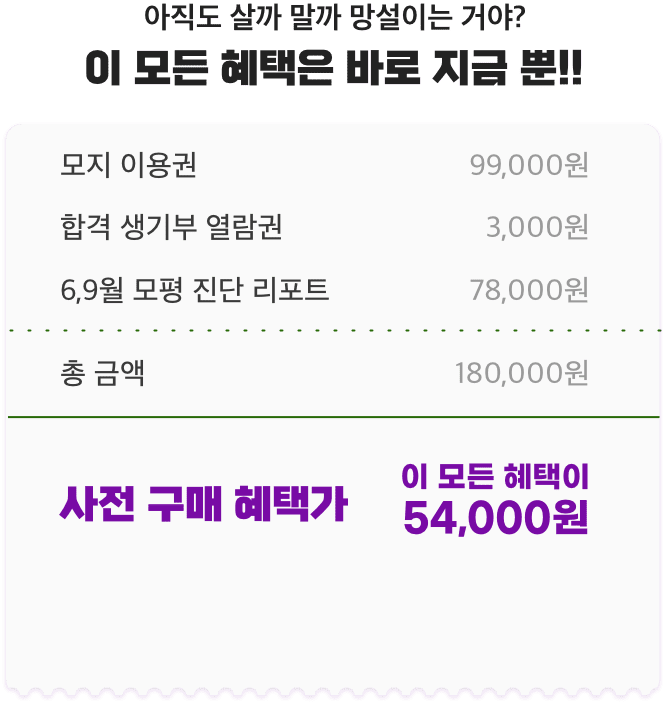 아직도 살까 말까 망설이는 거야?
이 모든 혜택은 바로 지금 뿐!!
모지 이용권 99,000원
합격 생기부 열람권 3,000원
6,9월 모평 진단 리포트 78,000원
총 금액 180,000원
사전 구매 혜택가
이 모든 혜택이
54,000원